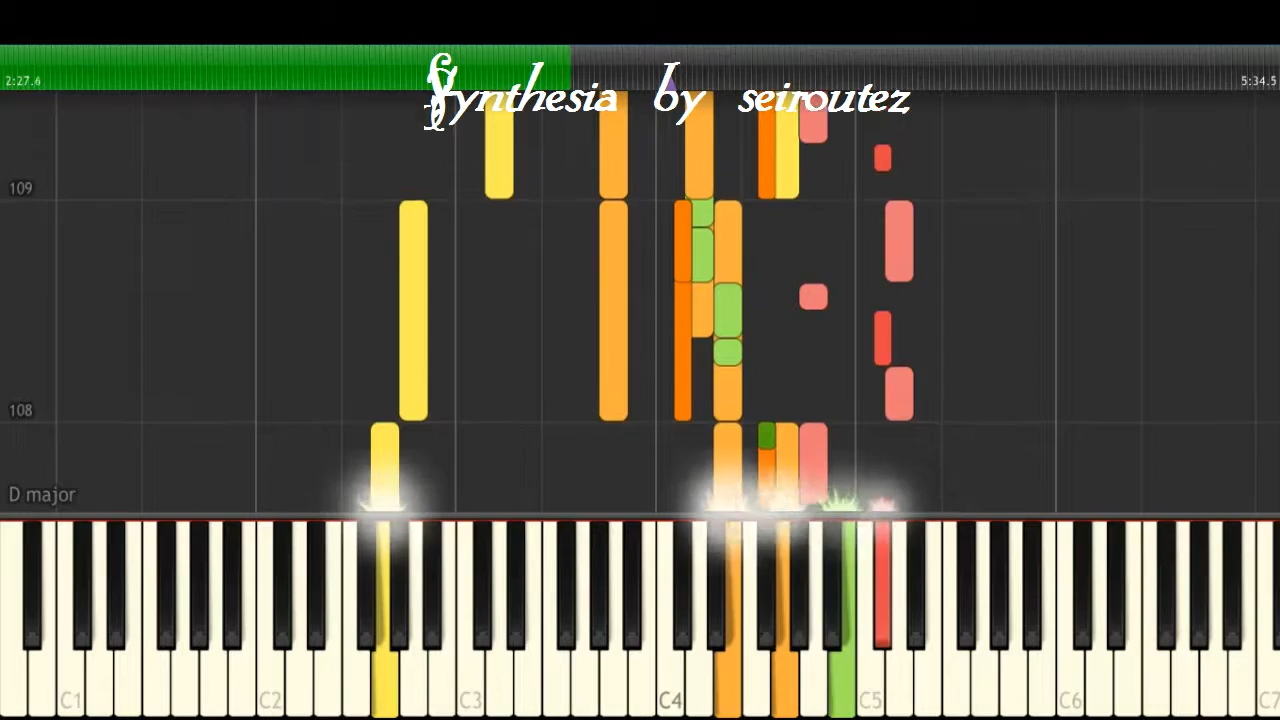 Synthesia by seiroutez
2:27.6 5:34.5
109
108
D major
C1 C2 C3 C4 C5 C6 C7